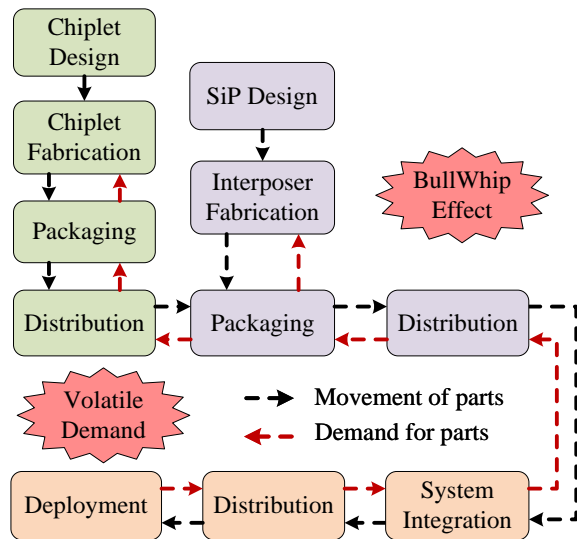 Chiplet
Design
SiP Design
Chiplet
Fabrication
Interposer
Fabrication
BullWhip
Effect
Packaging
Distribution
Packaging
Distribution
Volatile
Demand
Movement of parts
Demand for parts
Deployment
Distribution
System
Integration